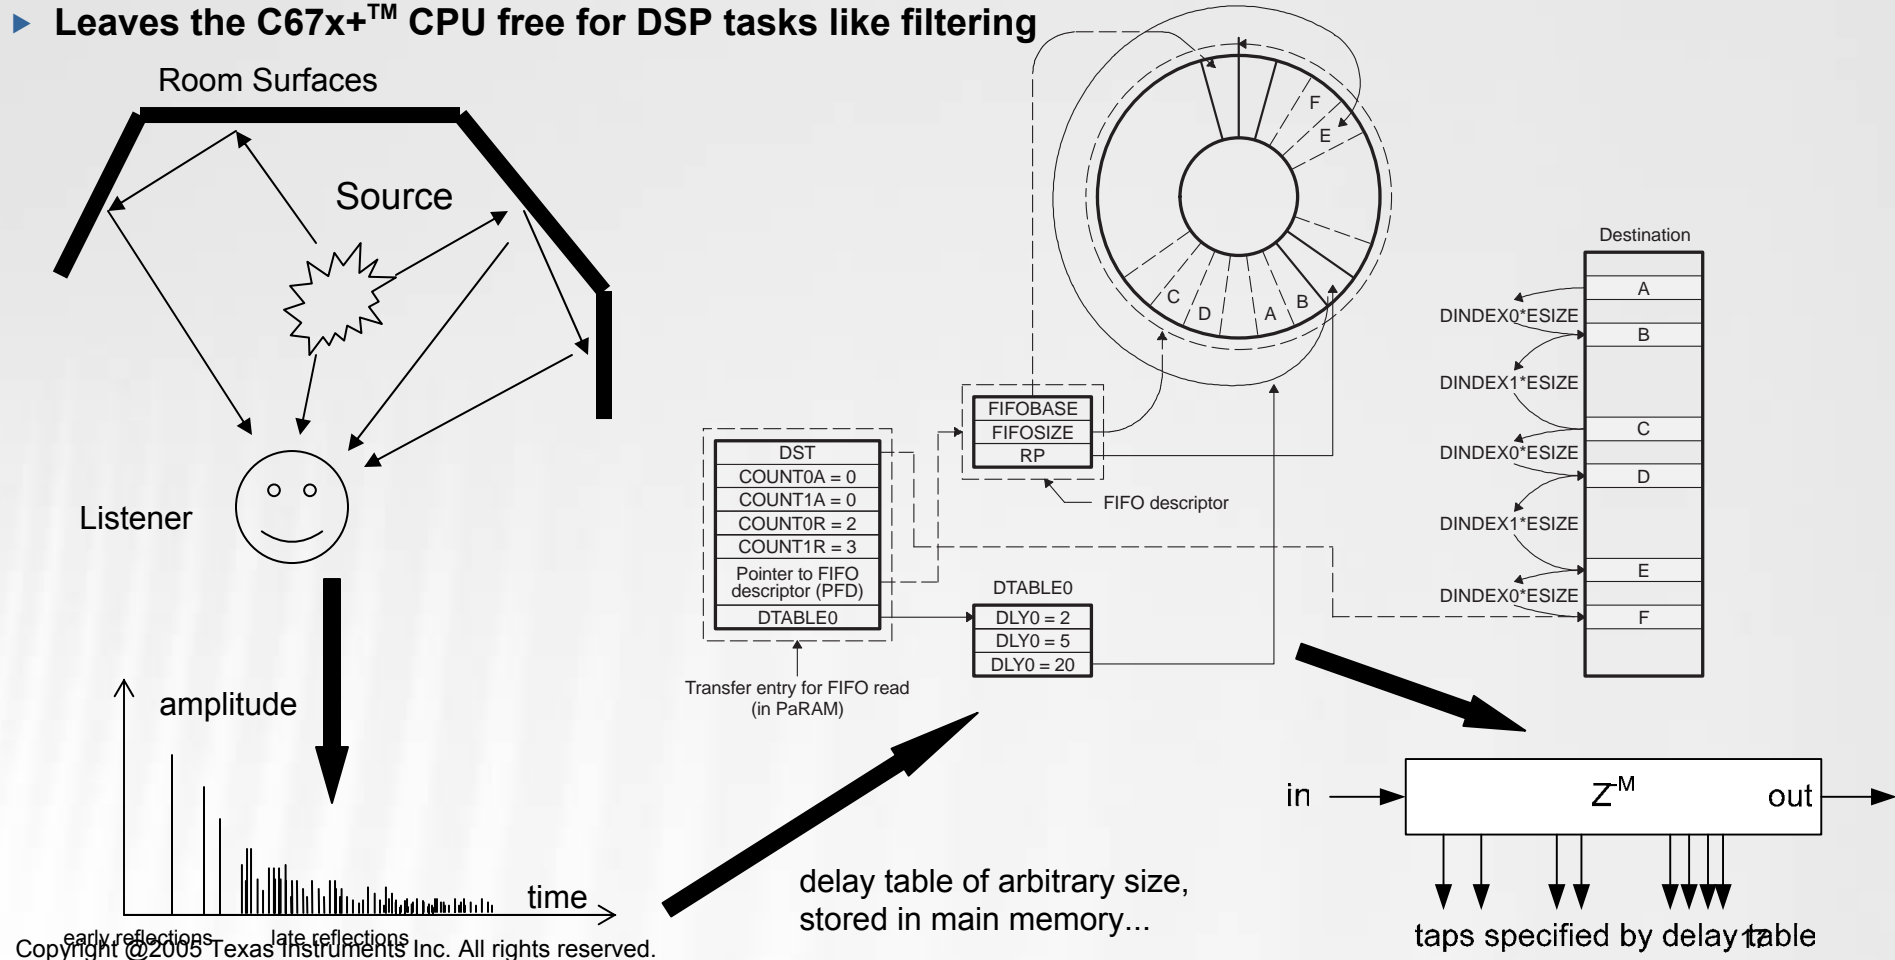 Leaves the C67x+™ CPU free for DSP tasks like filtering
Room Surfaces
Source
Listener
amplitude
time
early reflections
late reflections
Copyright @2005 Texas Instruments Inc. All rights reserved.
F
E
C
D
A
B
FIFOBASE
FIFOSIZE
RP
FIFO descriptor
DST
COUNT0A = 0
COUNT1A = 0
COUNT0R = 2
COUNT1R = 3
Pointer to FIFO
descriptor (PFD)
DTABLE0
Transfer entry for FIFO read
(in PaRAM)
DTABLE0
DLY0 = 2
DLY0 = 5
DLY0 = 20
Destination
A
DINDEX0*ESIZE
B
DINDEX1*ESIZE
C
DINDEX0*ESIZE
D
DINDEX1*ESIZE
E
DINDEX0*ESIZE
F
delay table of arbitrary size,
stored in main memory...
in
Z-M
out
taps specified by delay table
17